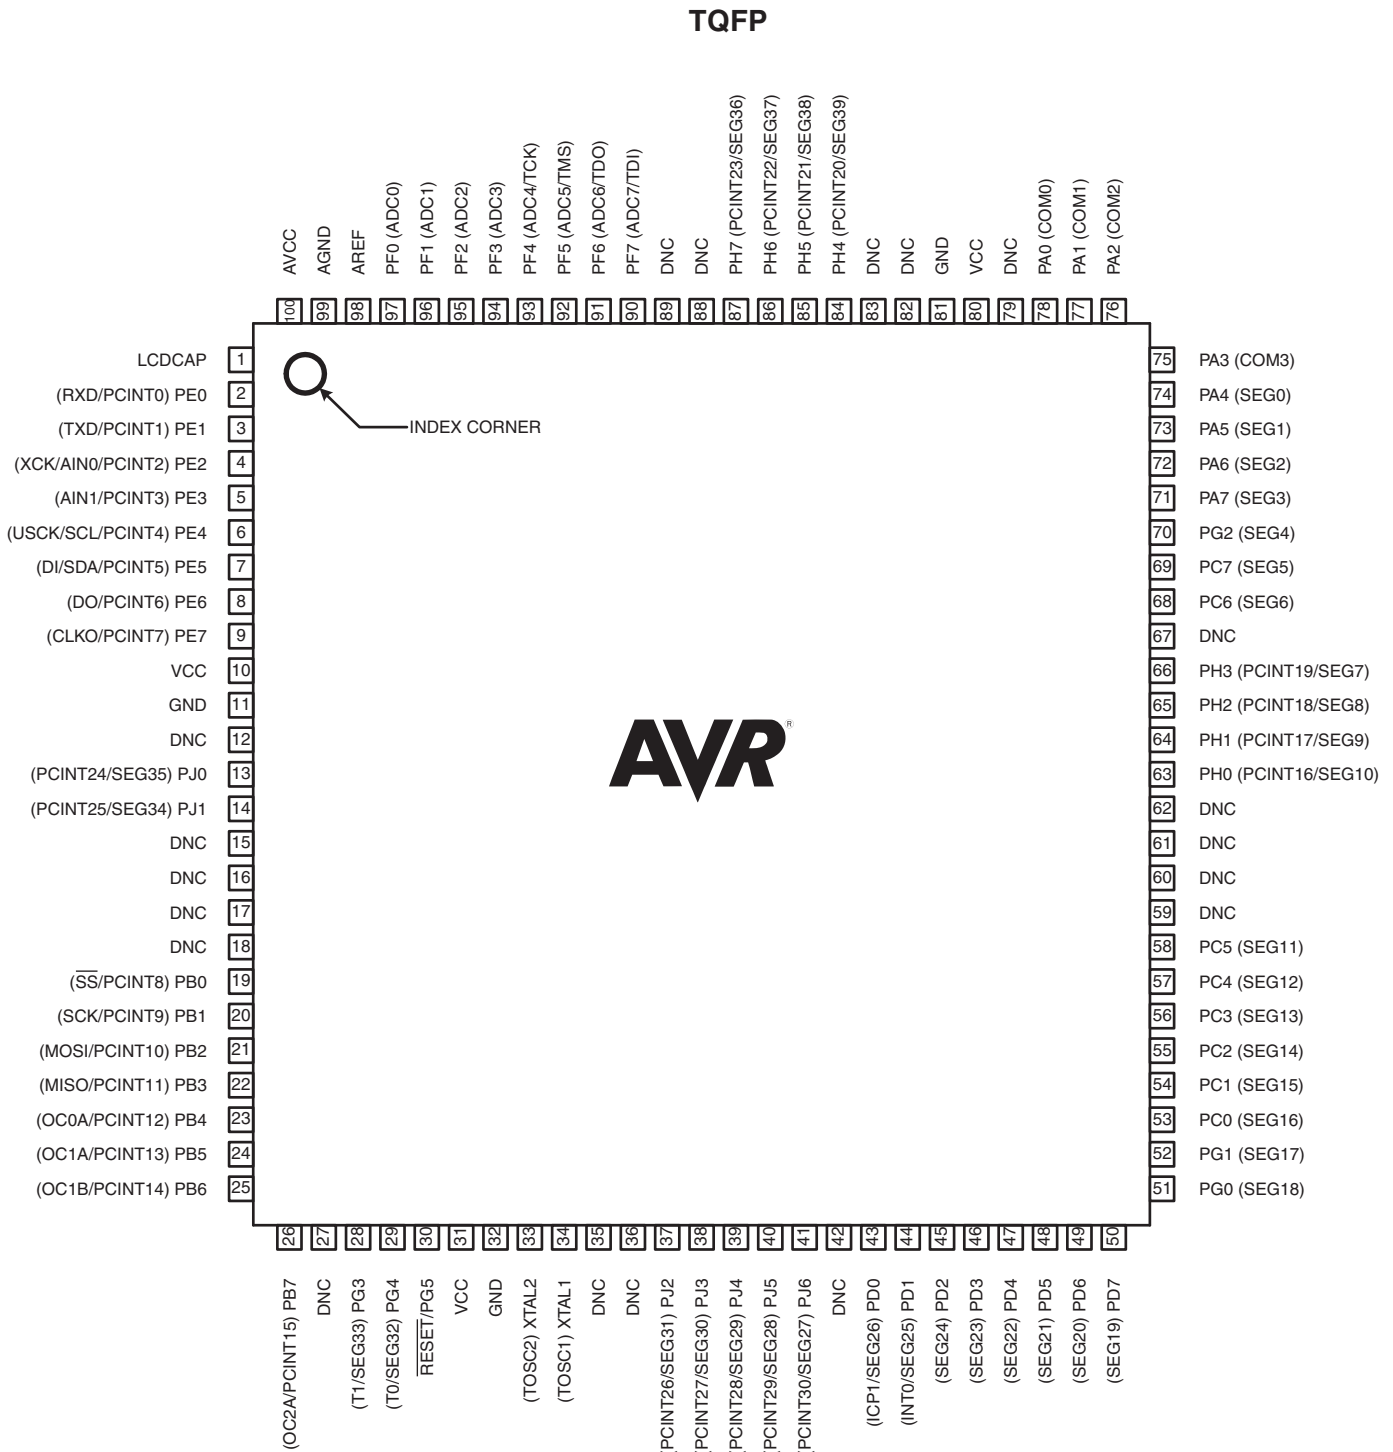 TQFP
AVCC
AGND
AREF
PF0 (ADC0)
PF1 (ADC1)
PF2 (ADC2)
PF3 (ADC3)
PF4 (ADC4/TCK)
PF5 (ADC5/TMS)
PF6 (ADC6/TDO)
PF7 (ADC7/TDI)
DNC
DNC
PH7 (PCINT23/SEG36)
PH6 (PCINT22/SEG37)
PH5 (PCINT21/SEG38)
PH4 (PCINT20/SEG39)
DNC
DNC
GND
VCC
DNC
PA0 (COM0)
PA1 (COM1)
PA2 (COM2)
100
99
98
97
96
95
94
93
92
91
90
89
88
87
86
85
84
83
82
81
80
79
78
77
76
LCDCAP 1
(RXD/PCINT0) PE0 2
(TXD/PCINT1) PE1 3
(XCK/AIN0/PCINT2) PE2 4
(AIN1/PCINT3) PE3 5
(USCK/SCL/PCINT4) PE4 6
(DI/SDA/PCINT5) PE5 7
(DO/PCINT6) PE6 8
(CLKO/PCINT7) PE7 9
VCC 10
GND 11
DNC 12
(PCINT24/SEG35) PJ0 13
(PCINT25/SEG34) PJ1 14
DNC 15
DNC 16
DNC 17
DNC 18
(SS/PCINT8) PB0 19
(SCK/PCINT9) PB1 20
(MOSI/PCINT10) PB2 21
(MISO/PCINT11) PB3 22
(OC0A/PCINT12) PB4 23
(OC1A/PCINT13) PB5 24
(OC1B/PCINT14) PB6 25
INDEX CORNER
AVR®
75 PA3 (COM3)
74 PA4 (SEG0)
73 PA5 (SEG1)
72 PA6 (SEG2)
71 PA7 (SEG3)
70 PG2 (SEG4)
69 PC7 (SEG5)
68 PC6 (SEG6)
67 DNC
66 PH3 (PCINT19/SEG7)
65 PH2 (PCINT18/SEG8)
64 PH1 (PCINT17/SEG9)
63 PH0 (PCINT16/SEG10)
62 DNC
61 DNC
60 DNC
59 DNC
58 PC5 (SEG11)
57 PC4 (SEG12)
56 PC3 (SEG13)
55 PC2 (SEG14)
54 PC1 (SEG15)
53 PC0 (SEG16)
52 PG1 (SEG17)
51 PG0 (SEG18)
26
27
28
29
30
31
32
33
34
35
36
37
38
39
40
41
42
43
44
45
46
47
48
49
50
(OC2A/PCINT15) PB7
DNC
(T1/SEG33) PG3
(T0/SEG32) PG4
RESET/PG5
VCC
GND
(TOSC2) XTAL2
(TOSC1) XTAL1
DNC
DNC
(PCINT26/SEG31) PJ2
(PCINT27/SEG30) PJ3
(PCINT28/SEG29) PJ4
(PCINT29/SEG28) PJ5
(PCINT30/SEG27) PJ6
DNC
(ICP1/SEG26) PD0
(INT0/SEG25) PD1
(SEG24) PD2
(SEG23) PD3
(SEG22) PD4
(SEG21) PD5
(SEG20) PD6
(SEG19) PD7